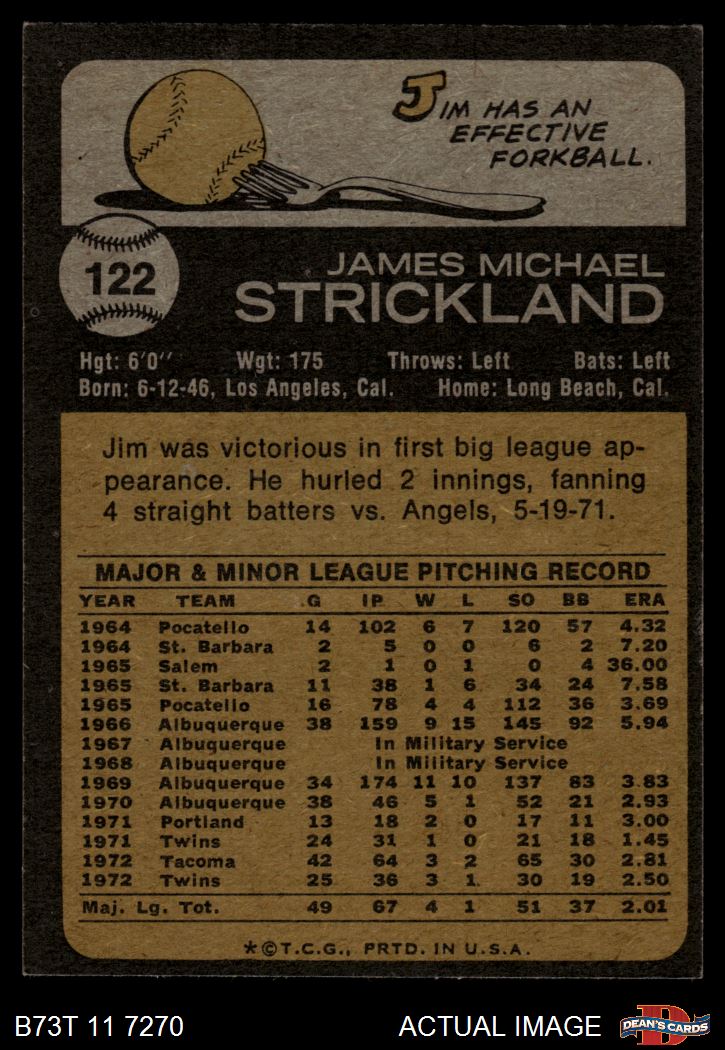 JIM HAS AN
EFFECTIVE
FORKBALL.
122
JAMES MICHAEL
STRICKLAND
Hgt: 6'0" Wgt: 175 Throws: Left Bats: Left
Born: 6-12-46, Los Angeles, Cal. Home: Long Beach, Cal.
Jim was victorious in first big league ap-
pearance. He hurled 2 innings, fanning
4 straight batters vs. Angels, 5-19-71.
MAJOR & MINOR LEAGUE PITCHING RECORD
YEAR TEAM G IP W L SO BB ERA
1964 Pocatello 14 102 6 7 120 57 4.32
1964 St. Barbara 2 5 0 0 6 2 7.20
1965 Salem 2 1 0 1 0 4 36.00
1965 St. Barbara 11 38 1 6 34 24 7.58
1965 Pocatello 16 78 4 4 112 36 3.69
1966 Albuquerque 38 159 9 15 145 92 5.94
1967 Albuquerque In Military Service
1968 Albuquerque In Military Service
1969 Albuquerque 34 174 11 10 137 83 3.83
1970 Albuquerque 38 46 5 1 52 21 2.93
1971 Portland 13 18 2 0 17 11 3.00
1971 Twins 24 31 1 0 21 18 1.45
1972 Tacoma 42 64 3 2 65 30 2.81
1972 Twins 25 36 3 1 30 19 2.50
Maj. Lg. Tot. 49 67 4 1 51 37 2.01
*©T.C.G., PRTD. IN U.S.A.
B73T 11 7270 ACTUAL IMAGE D DEAN'S CARDS